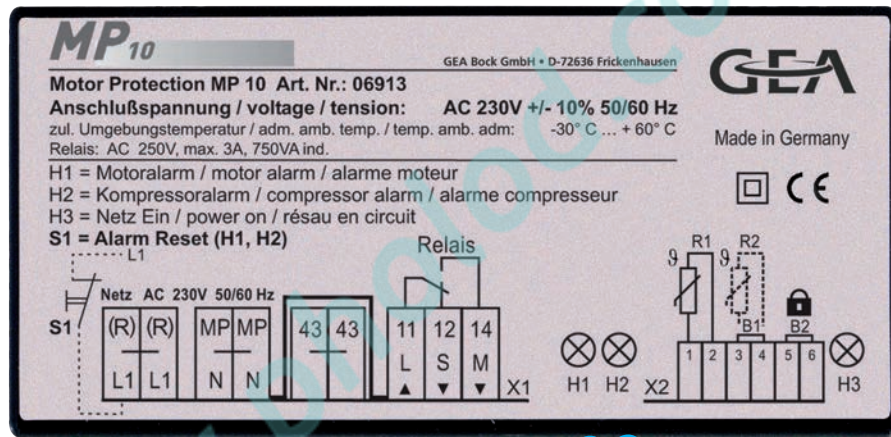 MP10
GEA Bock GmbH • D-72636 Frickenhausen
GEA
Motor Protection MP 10 Art. Nr.: 06913
Anschlußspannung / voltage / tension: AC 230V +/- 10% 50/60 Hz
zul. Umgebungstemperatur / adm. amb. temp. / temp. amb. adm: -30° C ... + 60° C
Relais: AC 250V, max. 3A, 750VA ind.
Made in Germany
H1 = Motoralarm / motor alarm / alarme moteur
H2 = Kompressoralarm / compressor alarm / alarme compresseur
CE
H3 = Netz Ein / power on / résau en circuit
S1 = Alarm Reset (H1, H2)
L1
Relais
R1 R2
ϑ ϑ
Netz AC 230V 50/60 Hz
S1
(R) (R) MP MP 43 43 11 12 14
B1 B2
1 2 3 4 5 6
L S M
L1 L1 N N
X1 H1 H2 X2 H3
pholod.co